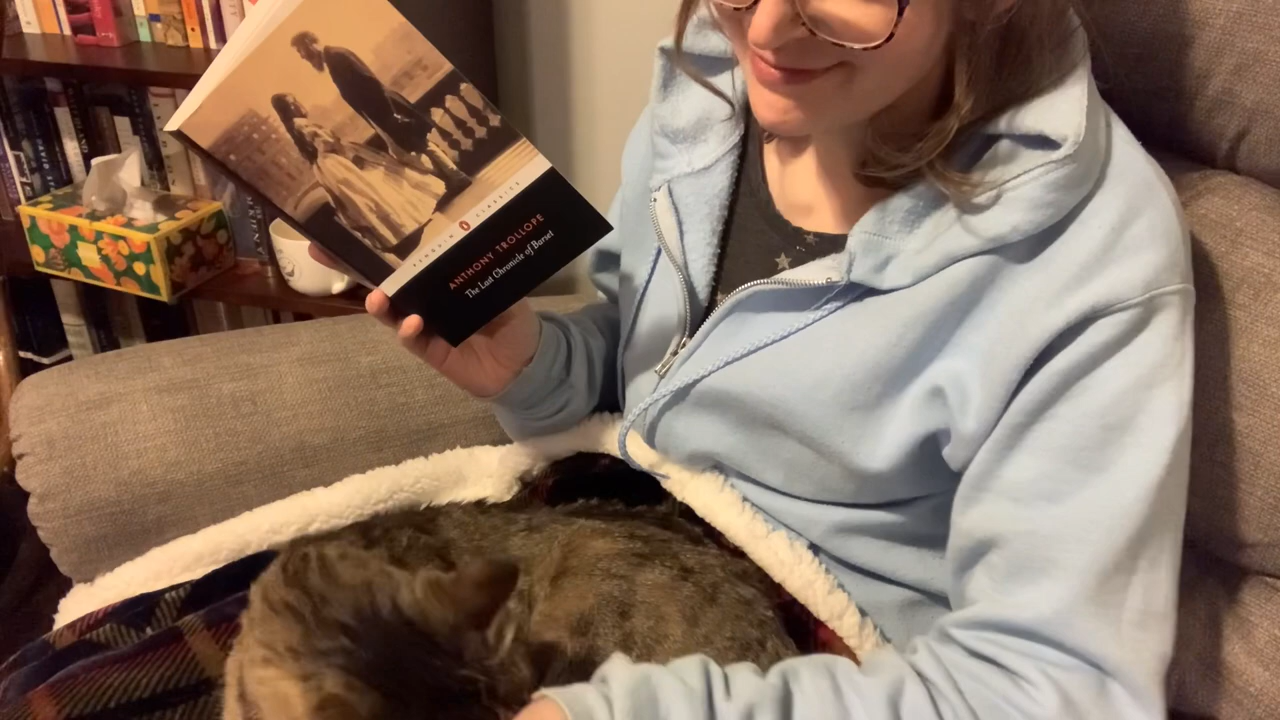 PENGUIN CLASSICS
ANTHONY TROLLOPE
The Last Chronicle of Barset